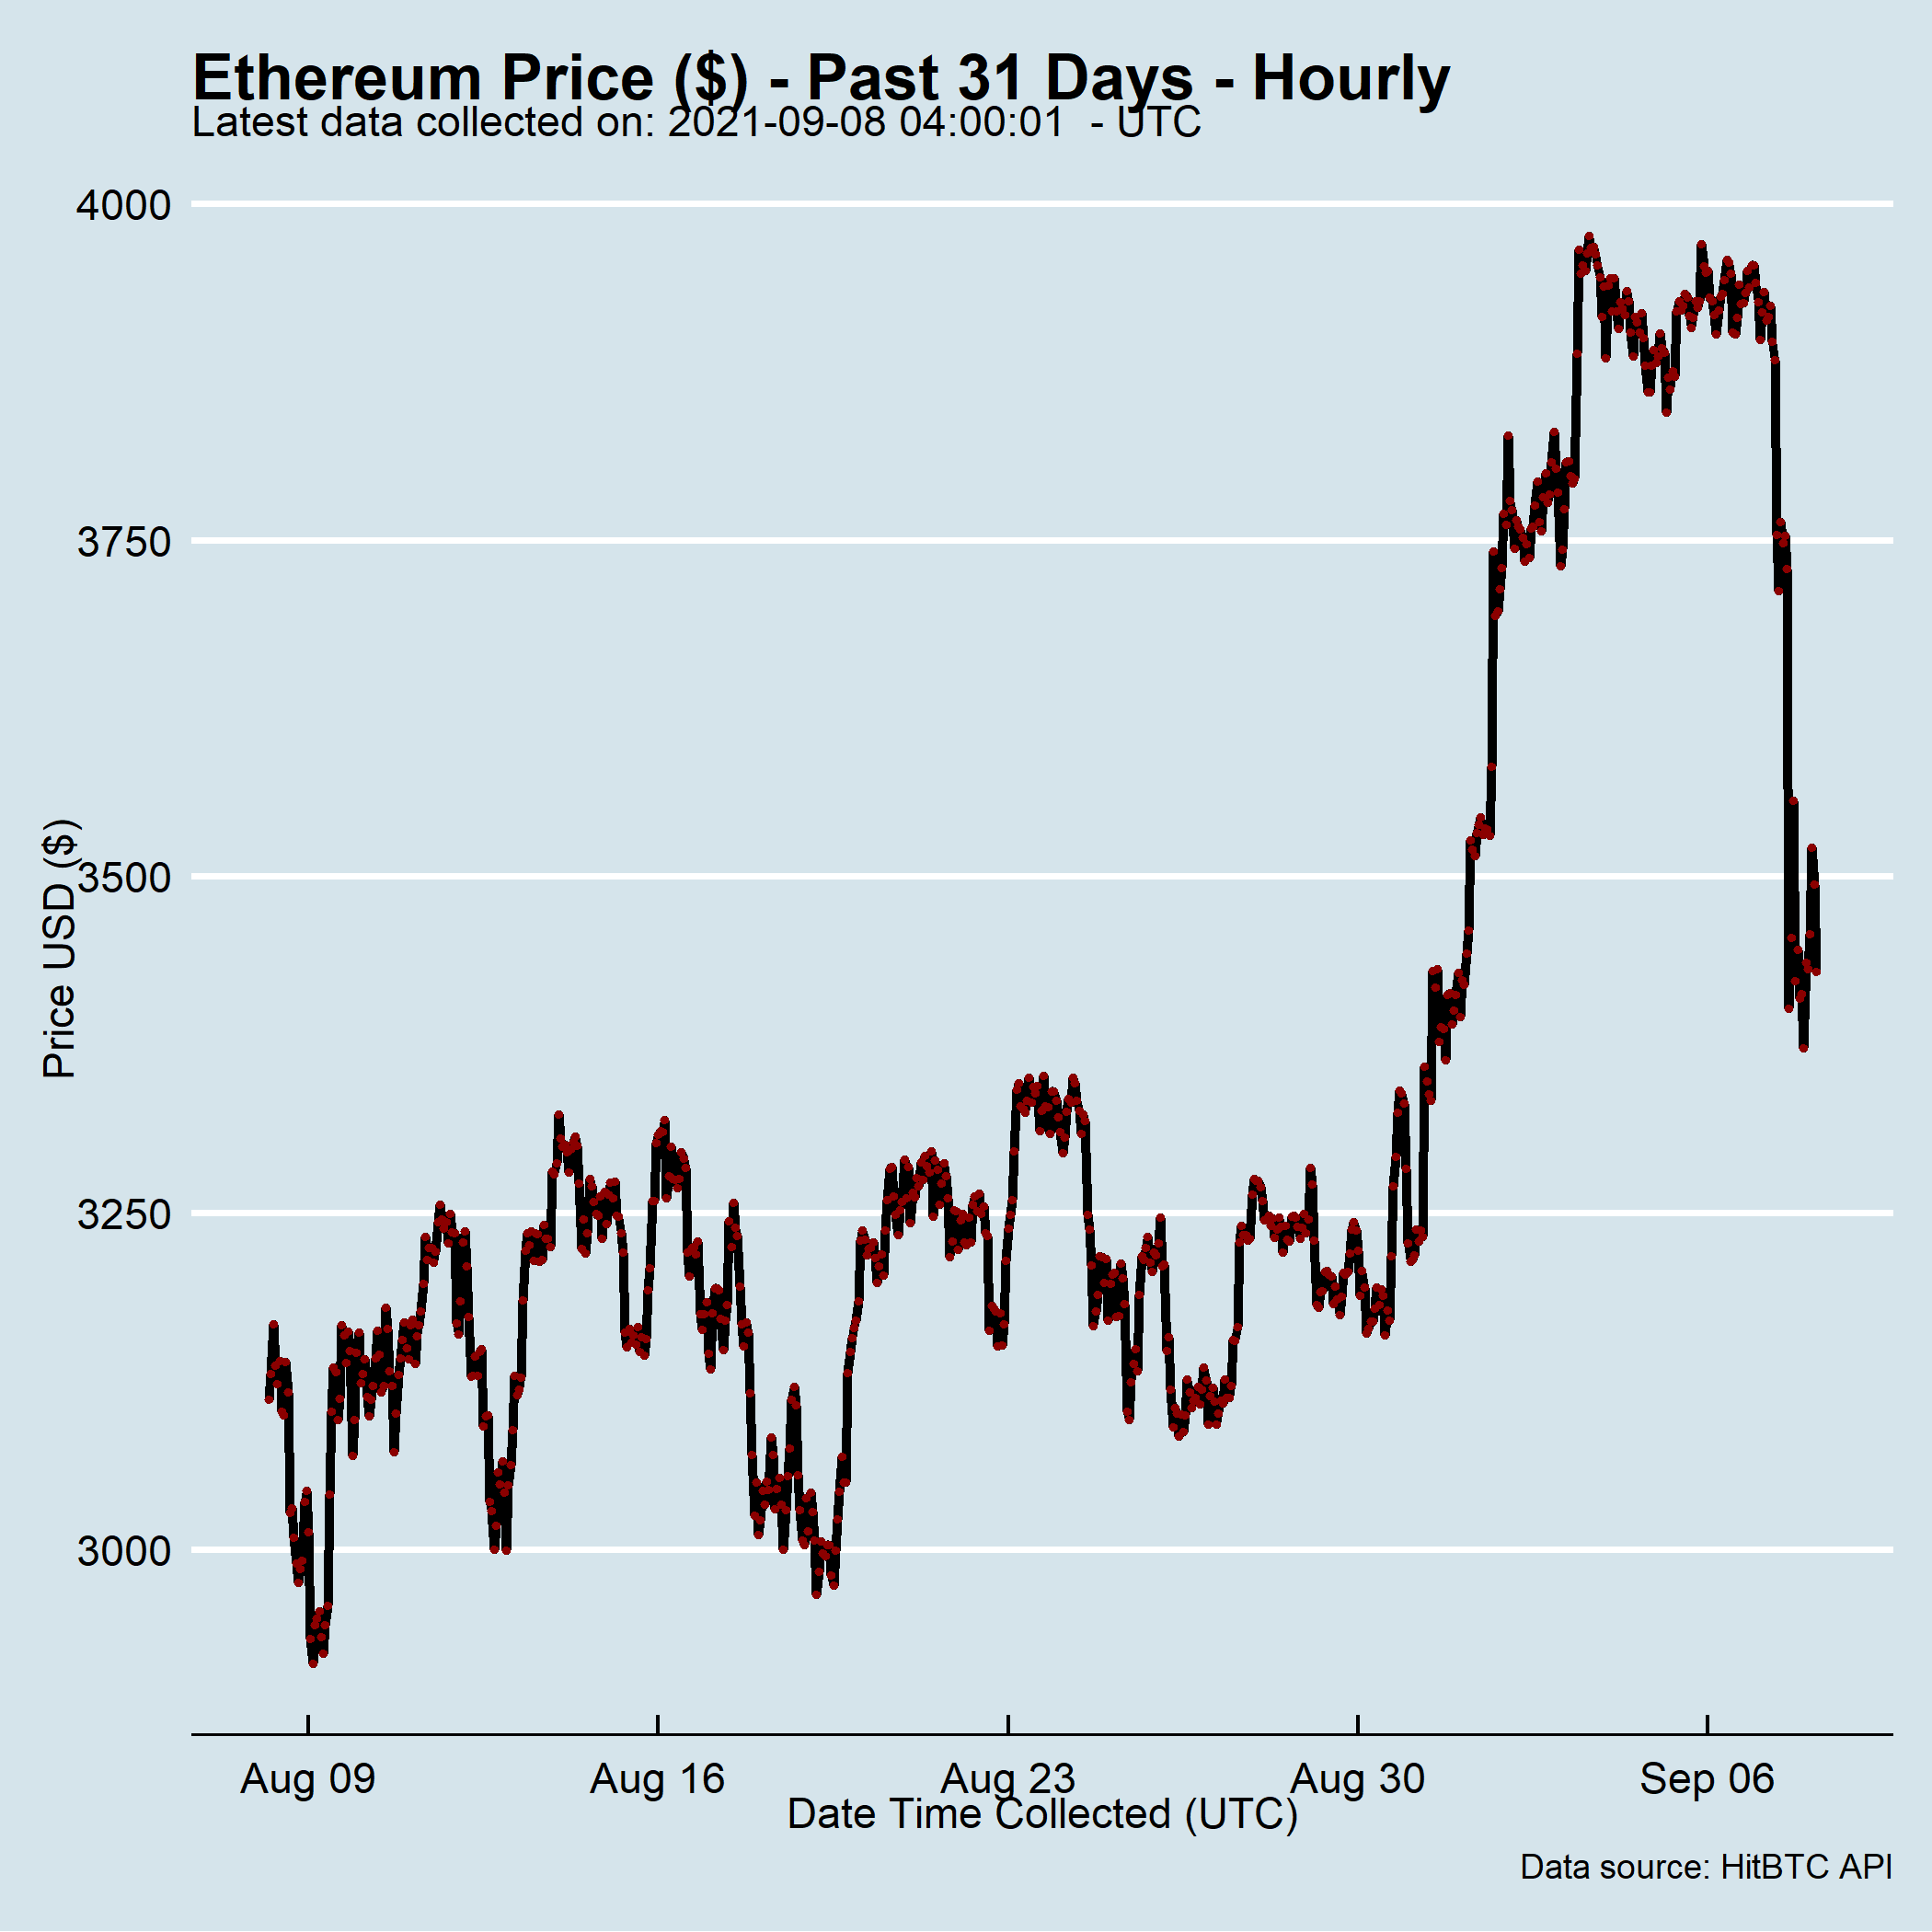 Ethereum Price ($) - Past 31 Days - Hourly
Latest data collected on: 2021-09-08 04:00:01  - UTC
4000
3750
3500
3250
3000
Price USD ($)
Aug 09 Aug 16 Aug 23 Aug 30 Sep 06
Date Time Collected (UTC)
Data source: HitBTC API